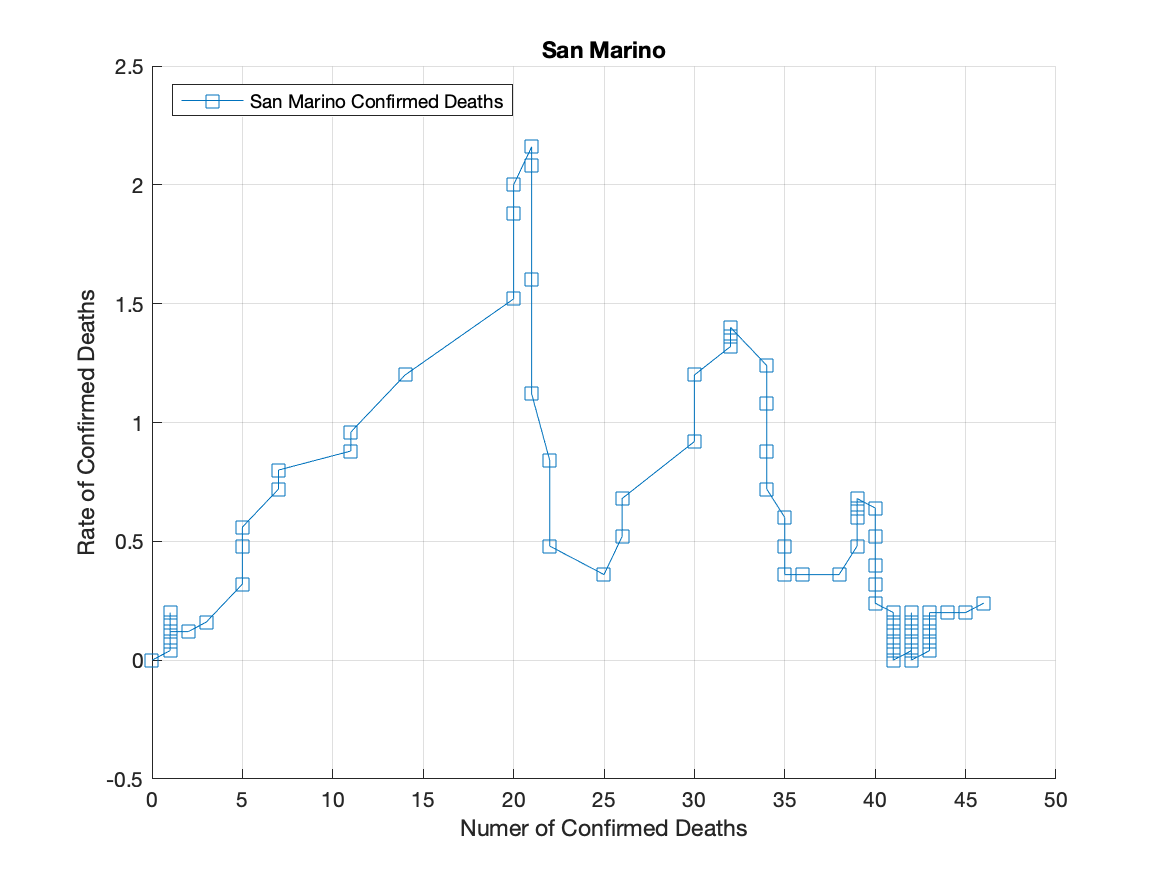 San Marino
San Marino Confirmed Deaths
2.5
2
1.5
1
0.5
0
-0.5
Rate of Confirmed Deaths
0 5 10 15 20 25 30 35 40 45 50
Numer of Confirmed Deaths